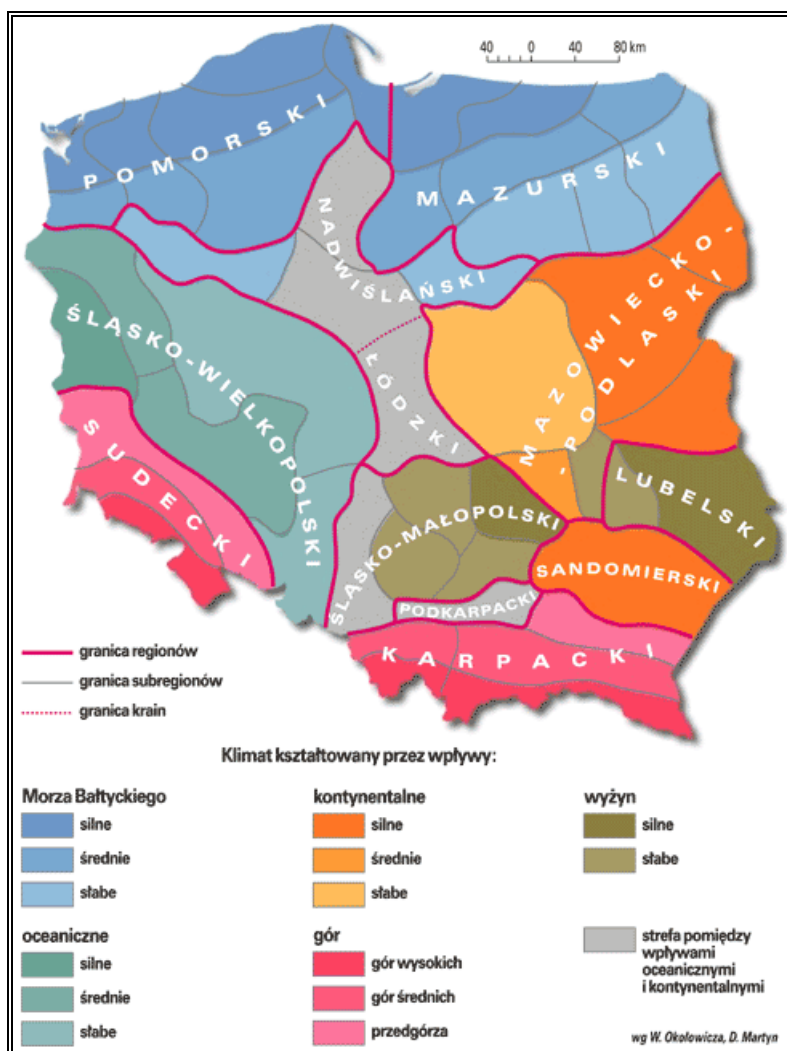 40 0 40 80 km
POMORSKI
MAZURSKI
NADWIŚLAŃSKI
MAZOWIECKO-
-PODLASKI
ŚLĄSKO-WIELKOPOLSKI
ŁÓDZKI
SUDECKI
LUBELSKI
ŚLĄSKO-MAŁOPOLSKI
SANDOMIERSKI
PODKARPACKI
KARPACKI
granica regionów
granica subregionów
granica krain
Klimat kształtowany przez wpływy:
Morza Bałtyckiego
silne
średnie
słabe
kontynentalne
silne
średnie
słabe
wyżyn
silne
słabe
oceaniczne
silne
średnie
słabe
gór
gór wysokich
gór średnich
przedgórza
strefa pomiędzy
wpływami
oceanicznymi
i kontynentalnymi
wg W. Okołowicza, D. Martyn